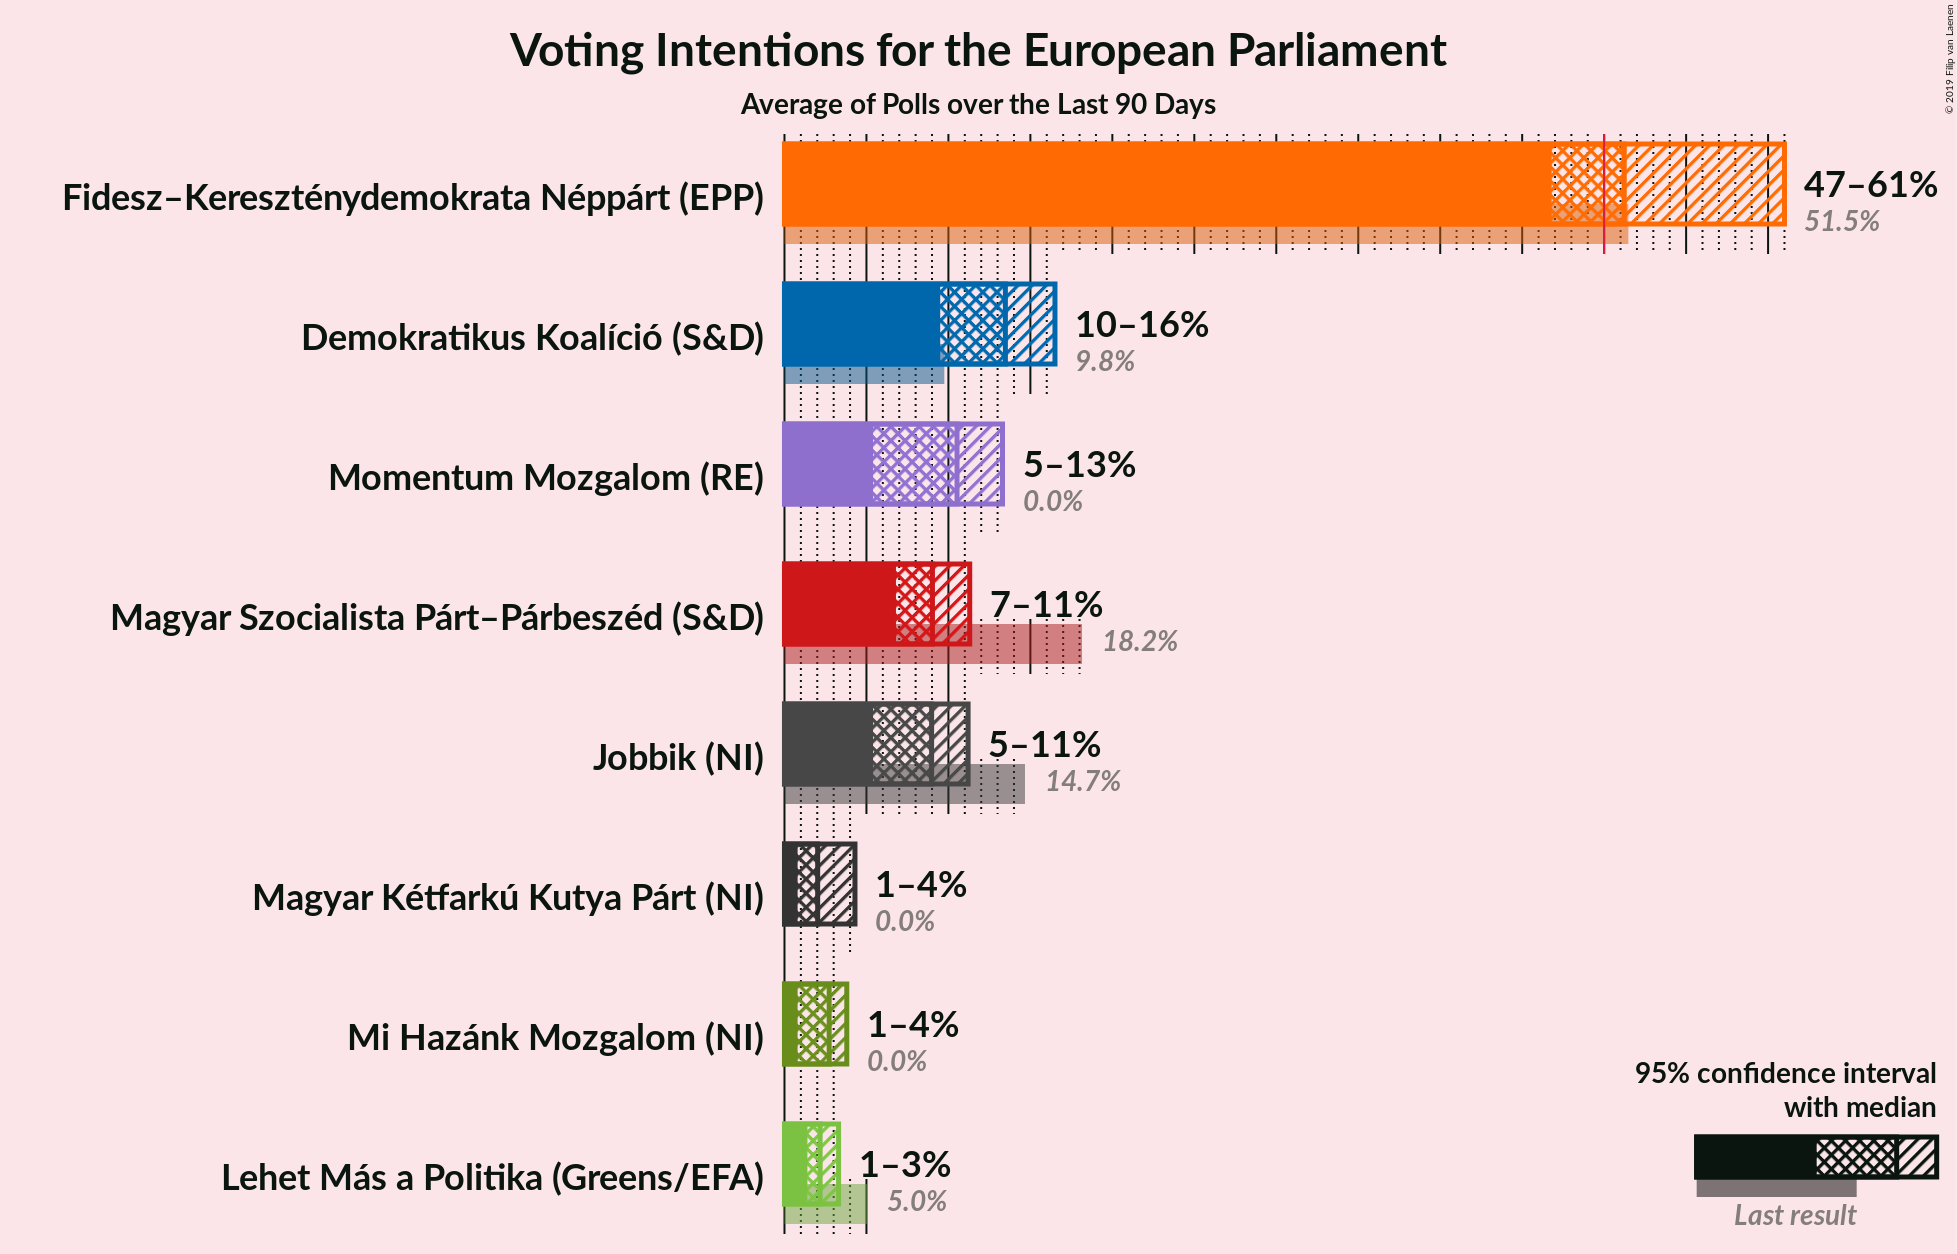 Voting Intentions for the European Parliament
Average of Polls over the Last 90 Days
© 2019 Filip van Laenen
Fidesz–Kereszténydemokrata Néppárt (EPP)
47–61%
51.5%
Demokratikus Koalíció (S&D)
10–16%
9.8%
Momentum Mozgalom (RE)
5–13%
0.0%
Magyar Szocialista Párt–Párbeszéd (S&D)
7–11%
18.2%
Jobbik (NI)
5–11%
14.7%
Magyar Kétfarkú Kutya Párt (NI)
1–4%
0.0%
Mi Hazánk Mozgalom (NI)
1–4%
0.0%
Lehet Más a Politika (Greens/EFA)
1–3%
5.0%
95% confidence interval
with median
Last result